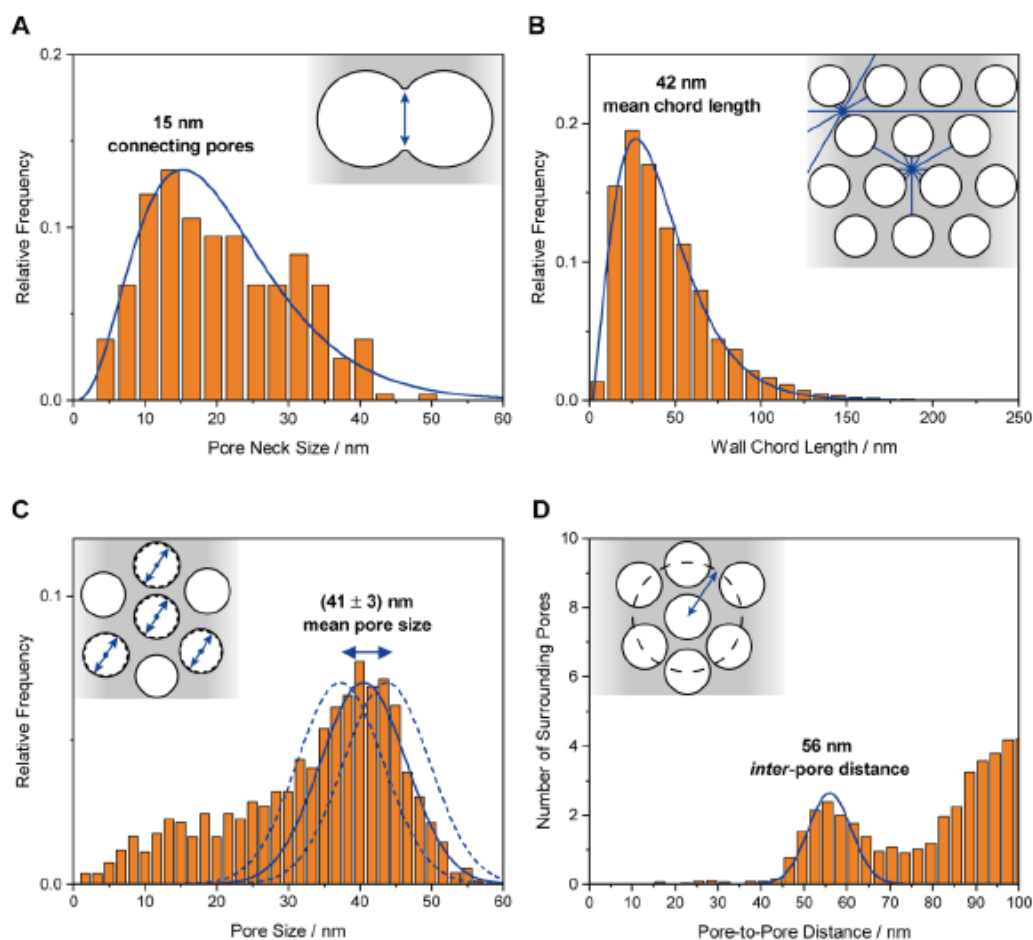 A
B
0.2
0.1
0.0
Relative Frequency
15 nm
connecting pores
0 10 20 30 40 50 60
Pore Neck Size / nm
0.2
0.1
0.0
Relative Frequency
42 nm
mean chord length
0 50 100 150 200 250
Wall Chord Length / nm
C
D
0.1
0.0
Relative Frequency
(41 ± 3) nm
mean pore size
0 10 20 30 40 50 60
Pore Size / nm
10
8
6
4
2
0
Number of Surrounding Pores
56 nm
inter-pore distance
0 10 20 30 40 50 60 70 80 90 100
Pore-to-Pore Distance / nm